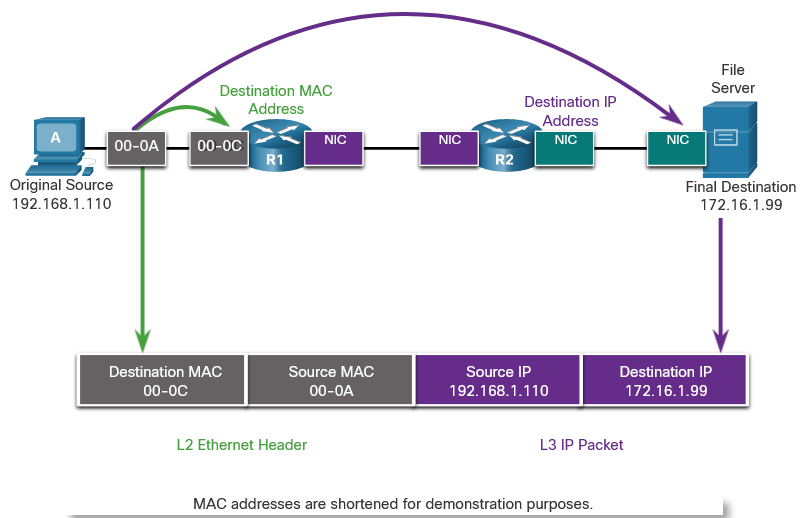 File
Server
Destination MAC
Address
Destination IP
Address
A
00-0A
00-0C
R1
NIC
NIC
R2
NIC
NIC
Original Source
192.168.1.110
Final Destination
172.16.1.99
Destination MAC
00-0C
Source MAC
00-0A
Source IP
192.168.1.110
Destination IP
172.16.1.99
L2 Ethernet Header
L3 IP Packet
MAC addresses are shortened for demonstration purposes.